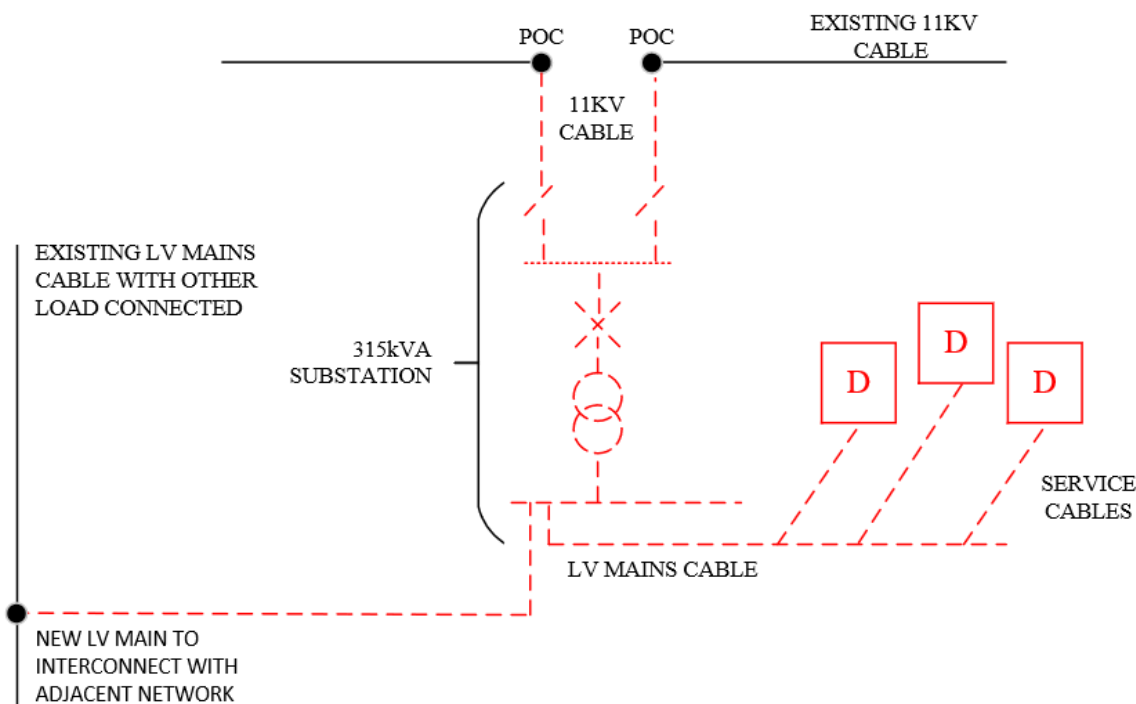 EXISTING 11KV
CABLE
POC
POC
11KV
CABLE
EXISTING LV MAINS
CABLE WITH OTHER
LOAD CONNECTED
315kVA
SUBSTATION
D
D
D
SERVICE
CABLES
LV MAINS CABLE
NEW LV MAIN TO
INTERCONNECT WITH
ADJACENT NETWORK